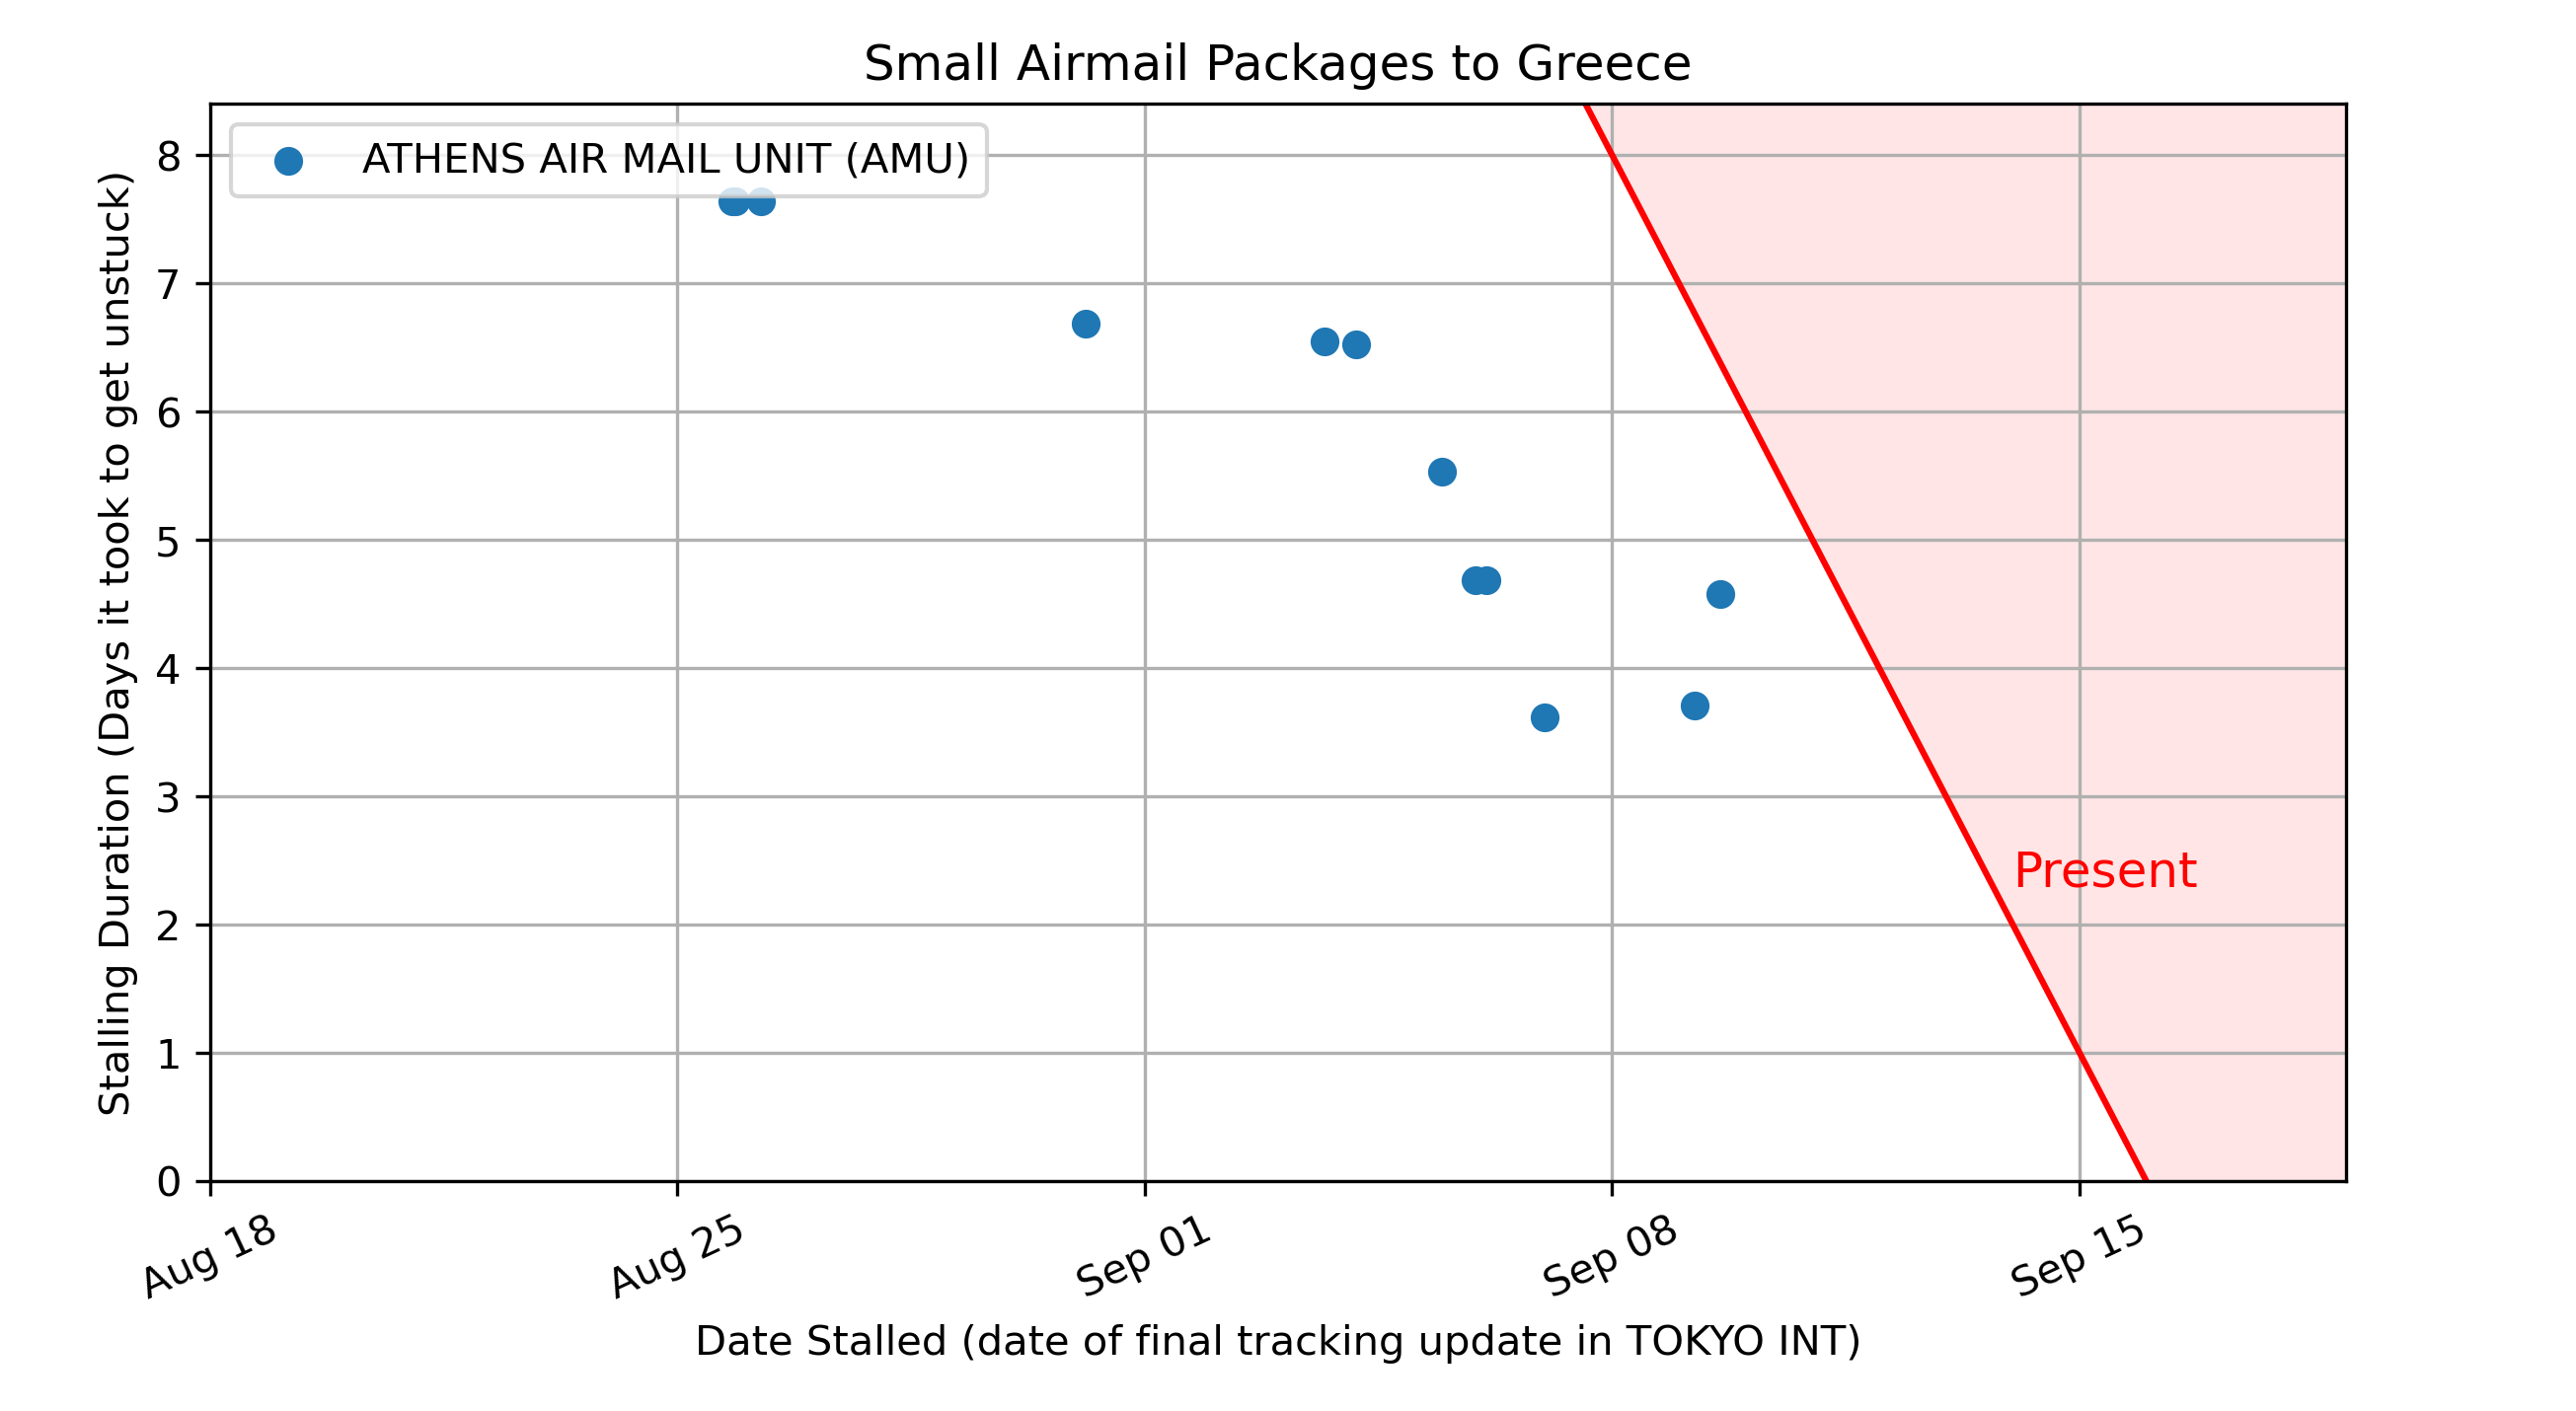 Small Airmail Packages to Greece
ATHENS AIR MAIL UNIT (AMU)
Stalling Duration (Days it took to get unstuck)
8
7
6
5
4
3
2
1
0
Present
Aug 18
Aug 25
Sep 01
Sep 08
Sep 15
Date Stalled (date of final tracking update in TOKYO INT)